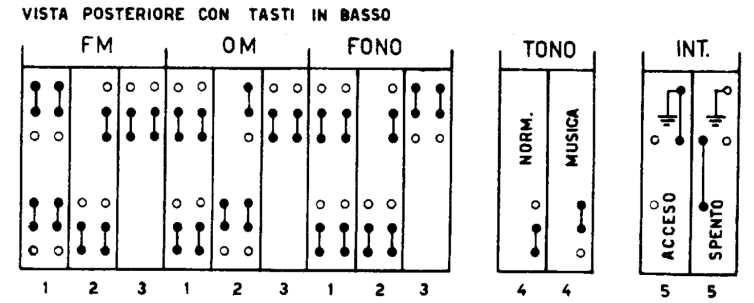 VISTA POSTERIORE CON TASTI IN BASSO
FM OM FONO TONO INT.
NORM. MUSICA ACCESO SPENTO
1 2 3 1 2 3 1 2 3 4 4 5 5